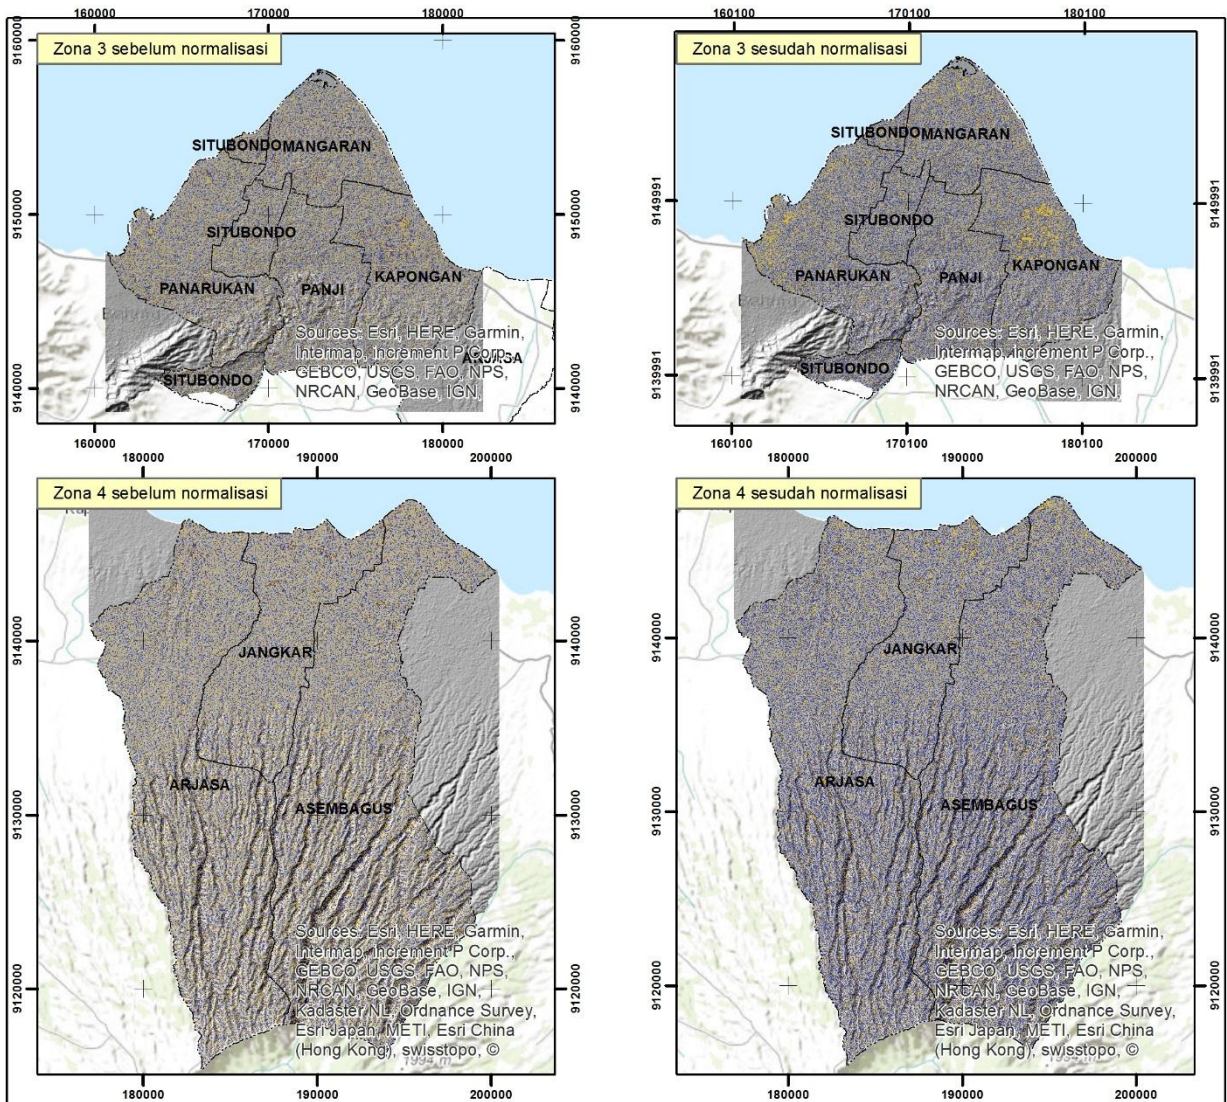 160000 170000 180000
160100 170100 180100
Zona 3 sebelum normalisasi
Zona 3 sesudah normalisasi
9160000
9150000
9140000
9160000
9150000
9140000
9149991
9139991
9149991
9139991
SITUBONDO MANGARAN
SITUBONDO
PANARUKAN PANJI KAPONGAN
SITUBONDO
Sources: Esri, HERE, Garmin,
Intermap, increment P Corp.,
GEBCO, USGS, FAO, NPS,
NRCAN, GeoBase, IGN,
SITUBONDO MANGARAN
SITUBONDO
PANARUKAN PANJI KAPONGAN
SITUBONDO
Sources: Esri, HERE, Garmin,
Intermap, increment P Corp.,
GEBCO, USGS, FAO, NPS,
NRCAN, GeoBase, IGN,
160000 170000 180000
160100 170100 180100
180000 190000 200000
180000 190000 200000
Zona 4 sebelum normalisasi
Zona 4 sesudah normalisasi
9140000
9130000
9120000
9140000
9130000
9120000
9140000
9130000
9120000
9140000
9130000
9120000
JANGKAR
ARJASA
ASEMBAGUS
Sources: Esri, HERE, Garmin,
Intermap, increment P Corp.,
GEBCO, USGS, FAO, NPS,
NRCAN, GeoBase, IGN,
Kadaster NL, Ordnance Survey,
Esri Japan, METI, Esri China
(Hong Kong), swisstopo, ©
JANGKAR
ARJASA
ASEMBAGUS
Sources: Esri, HERE, Garmin,
Intermap, increment P Corp.,
GEBCO, USGS, FAO, NPS,
NRCAN, GeoBase, IGN,
Kadaster NL, Ordnance Survey,
Esri Japan, METI, Esri China
(Hong Kong), swisstopo, ©
180000 190000 200000
180000 190000 200000